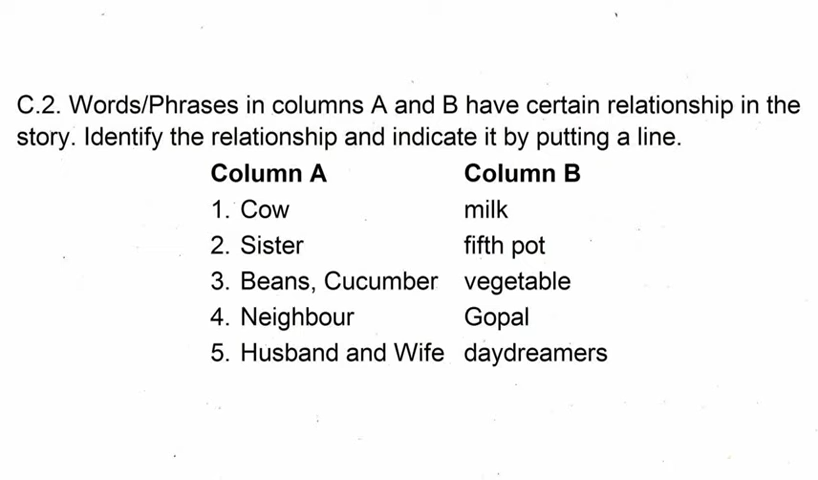 C.2. Words/Phrases in columns A and B have certain relationship in the
story. Identify the relationship and indicate it by putting a line.
Column A Column B
1. Cow milk
2. Sister fifth pot
3. Beans, Cucumber vegetable
4. Neighbour Gopal
5. Husband and Wife daydreamers